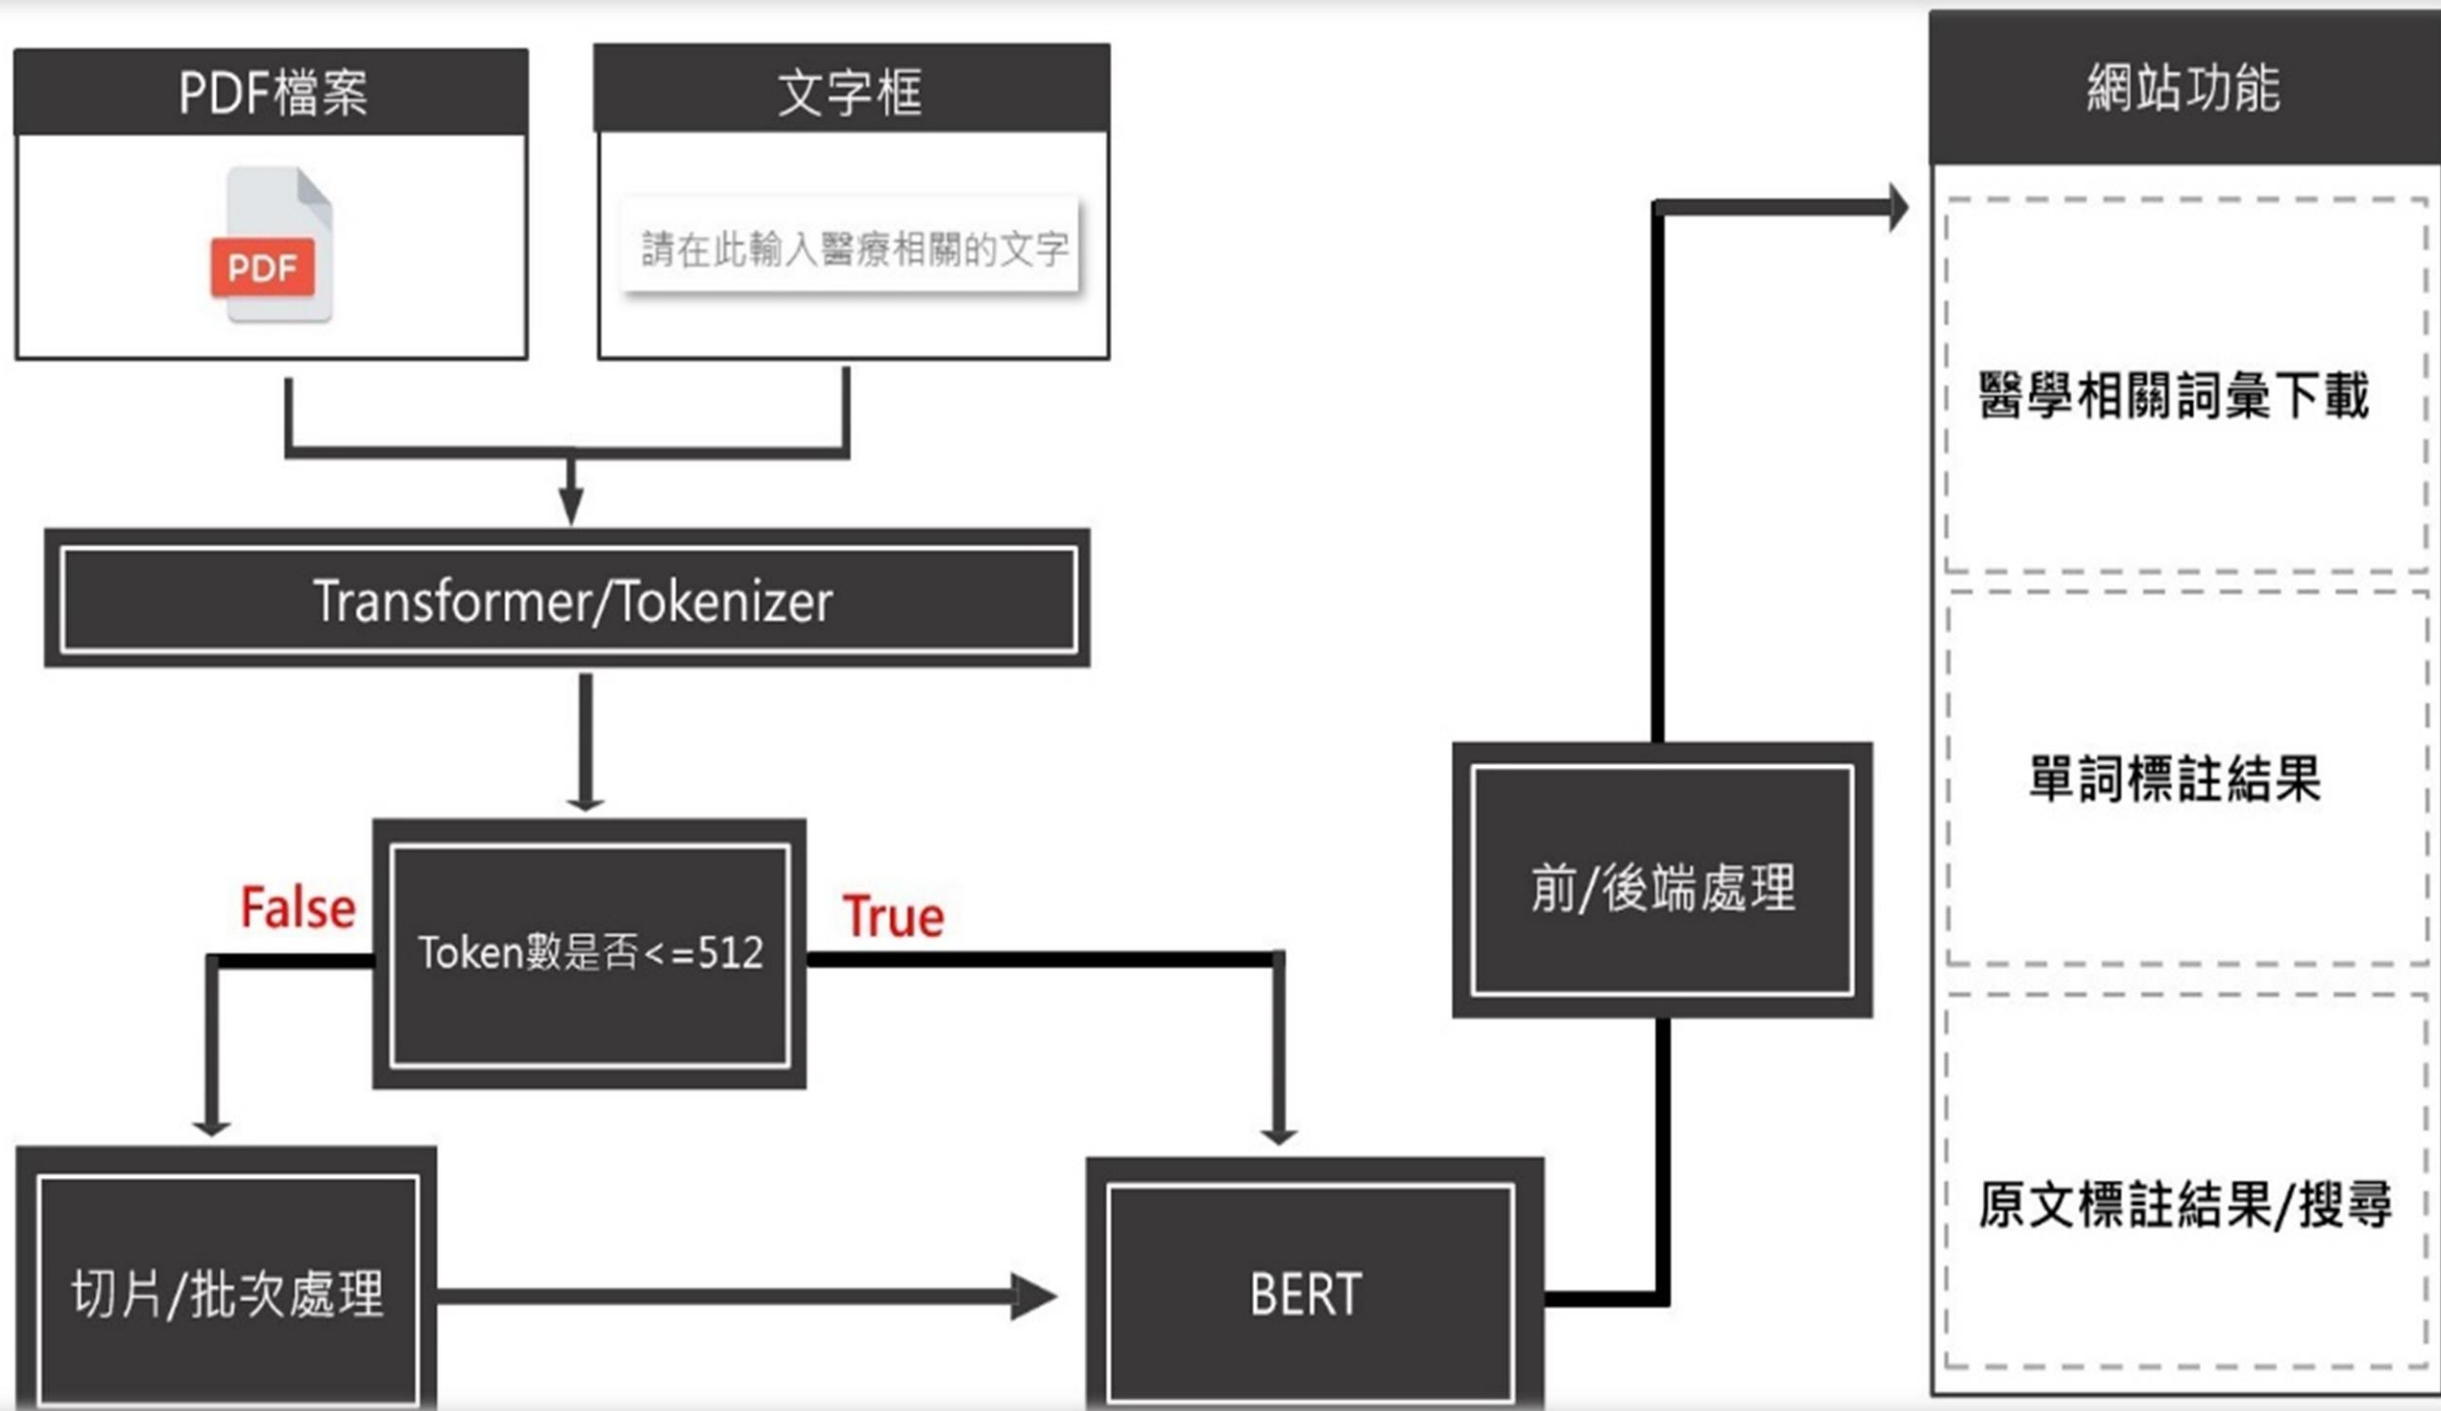 PDF檔案
PDF
文字框
請在此輸入醫療相關的文字
Transformer/Tokenizer
Token數是否<=512
False
True
切片/批次處理
BERT
前/後端處理
網站功能
醫學相關詞彙下載
單詞標註結果
原文標註結果/搜尋